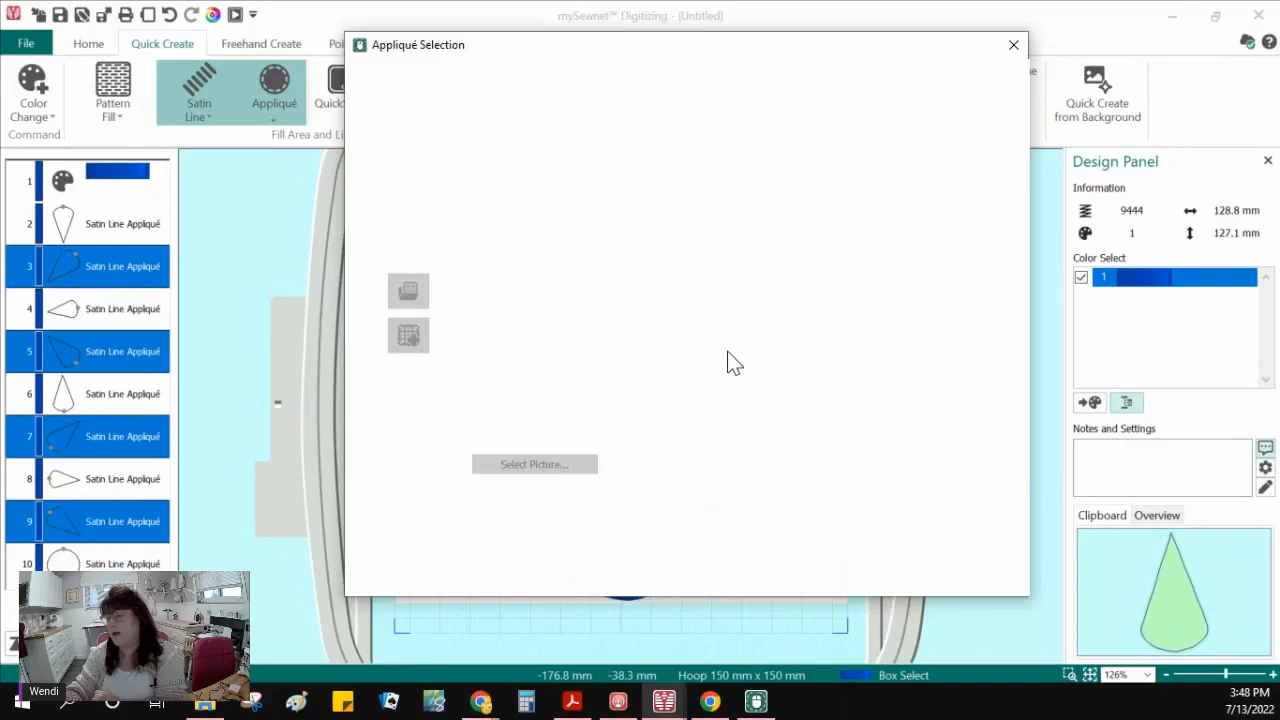 mySewnet™ Digitizing - [Untitled]
File
Home
Quick Create
Freehand Create
Poi
Appliqué Selection
Color
Change
Pattern
Fill
Satin
Line
Appliqué
Quick
Quick Create
from Background
Command
Fill Area and Li
1
2 Satin Line Appliqué
3 Satin Line Appliqué
4 Satin Line Appliqué
5 Satin Line Appliqué
6 Satin Line Appliqué
7 Satin Line Appliqué
8 Satin Line Appliqué
9 Satin Line Appliqué
10 Satin Line Appliqué
Select Picture...
Design Panel
Information
9444 128.8 mm
1 127.1 mm
Color Select
1
Notes and Settings
Clipboard Overview
Wendi
-176.8 mm -38.3 mm Hoop 150 mm x 150 mm Box Select 126%
3:48 PM
7/13/2022